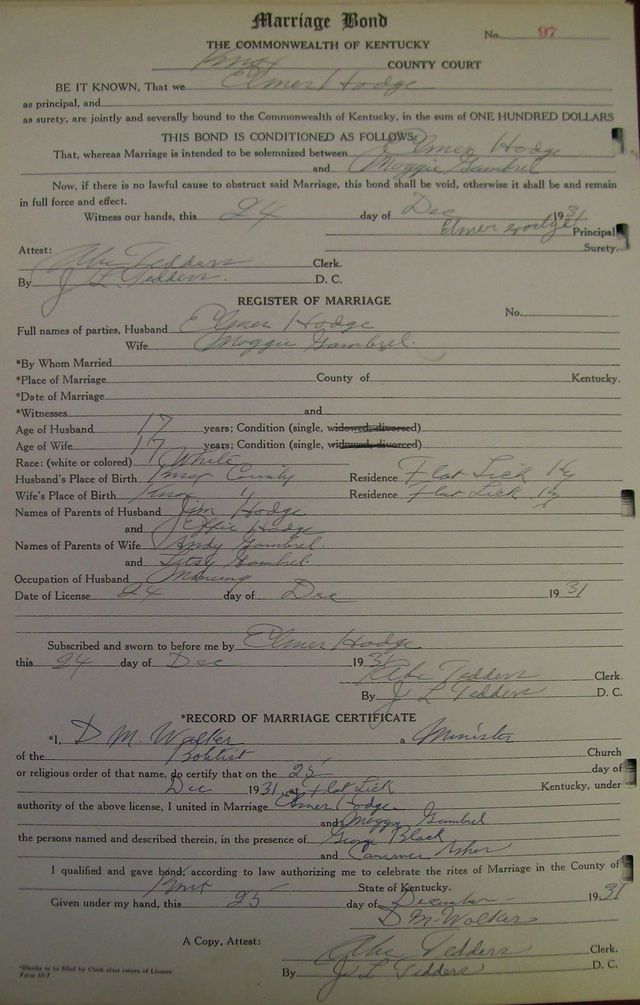 Marriage Bond
No. 97
THE COMMONWEALTH OF KENTUCKY
Knox COUNTY COURT
BE IT KNOWN, That we Elmer Hodge
as principal, and
as surety, are jointly and severally bound to the Commonwealth of Kentucky, in the sum of ONE HUNDRED DOLLARS
THIS BOND IS CONDITIONED AS FOLLOWS:
That, whereas Marriage is intended to be solemnized between Elmer Hodge
and Moggie Gambrel
Now, if there is no lawful cause to obstruct said Marriage, this bond shall be void, otherwise it shall be and remain
in full force and effect.
Witness our hands, this 24 day of Dec 1931
Elmer Principal
Surety.
Attest:
Abe Tedders Clerk.
By J L Tedders. D. C.
REGISTER OF MARRIAGE
No.
Full names of parties, Husband Elmer Hodge
Wife Moggie Gambrel.
*By Whom Married
*Place of Marriage County of Kentucky.
*Date of Marriage
*Witnesses and
Age of Husband 17 years; Condition (single, widowed, divorced)
Age of Wife 17 years; Condition (single, widowed, divorced)
Race: (white or colored) White
Husband's Place of Birth Knox County Residence Flat Lick Ky
Wife's Place of Birth Knox " Residence Flat Lick Ky
Names of Parents of Husband Jim Hodge
and Effie Hodge
Names of Parents of Wife Andy Gambrel.
and Letsy Gambrel
Occupation of Husband
Date of License 24 day of Dec 1931
Subscribed and sworn to before me by Elmer Hodge
this 24 day of Dec 1931
Abe Tedders Clerk.
By J L Tedders D. C.
*RECORD OF MARRIAGE CERTIFICATE
*I, D M. Walker a Minister
of the Babtist Church
or religious order of that name, do certify that on the 25 day of
Dec 1931, at Flat Lick Kentucky, under
authority of the above license, I united in Marriage Elmer Hodge
and Moggie Gambrel
the persons named and described therein, in the presence of George Black
and Asher
I qualified and gave bond, according to law authorizing me to celebrate the rites of Marriage in the County of
Knox State of Kentucky.
Given under my hand, this 25 day of December 1931
D M. Walker
A Copy, Attest: Abe Tedders Clerk.
By J L Tedders D. C.
*Blanks to be filled by Clerk after return of License
Form 56-7